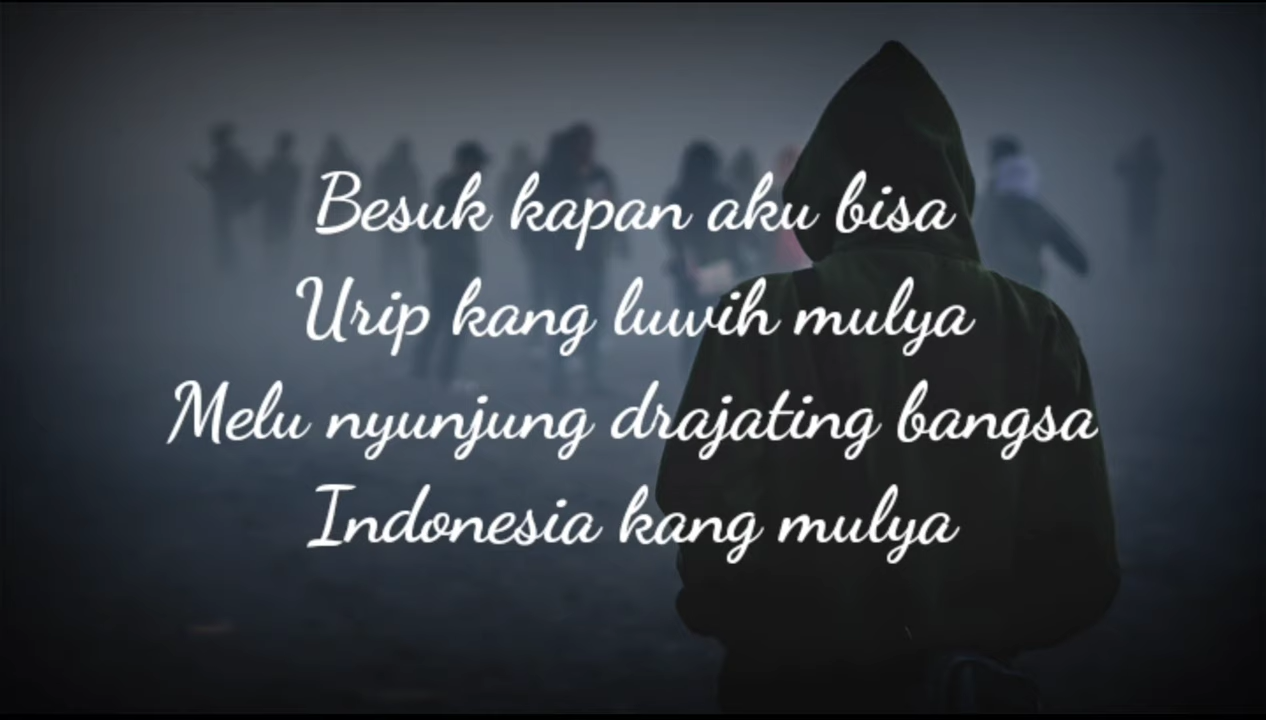 Besuk kapan aku bisa
Urip kang luwih mulya
Melu nyunjung drajating bangsa
Indonesia kang mulya